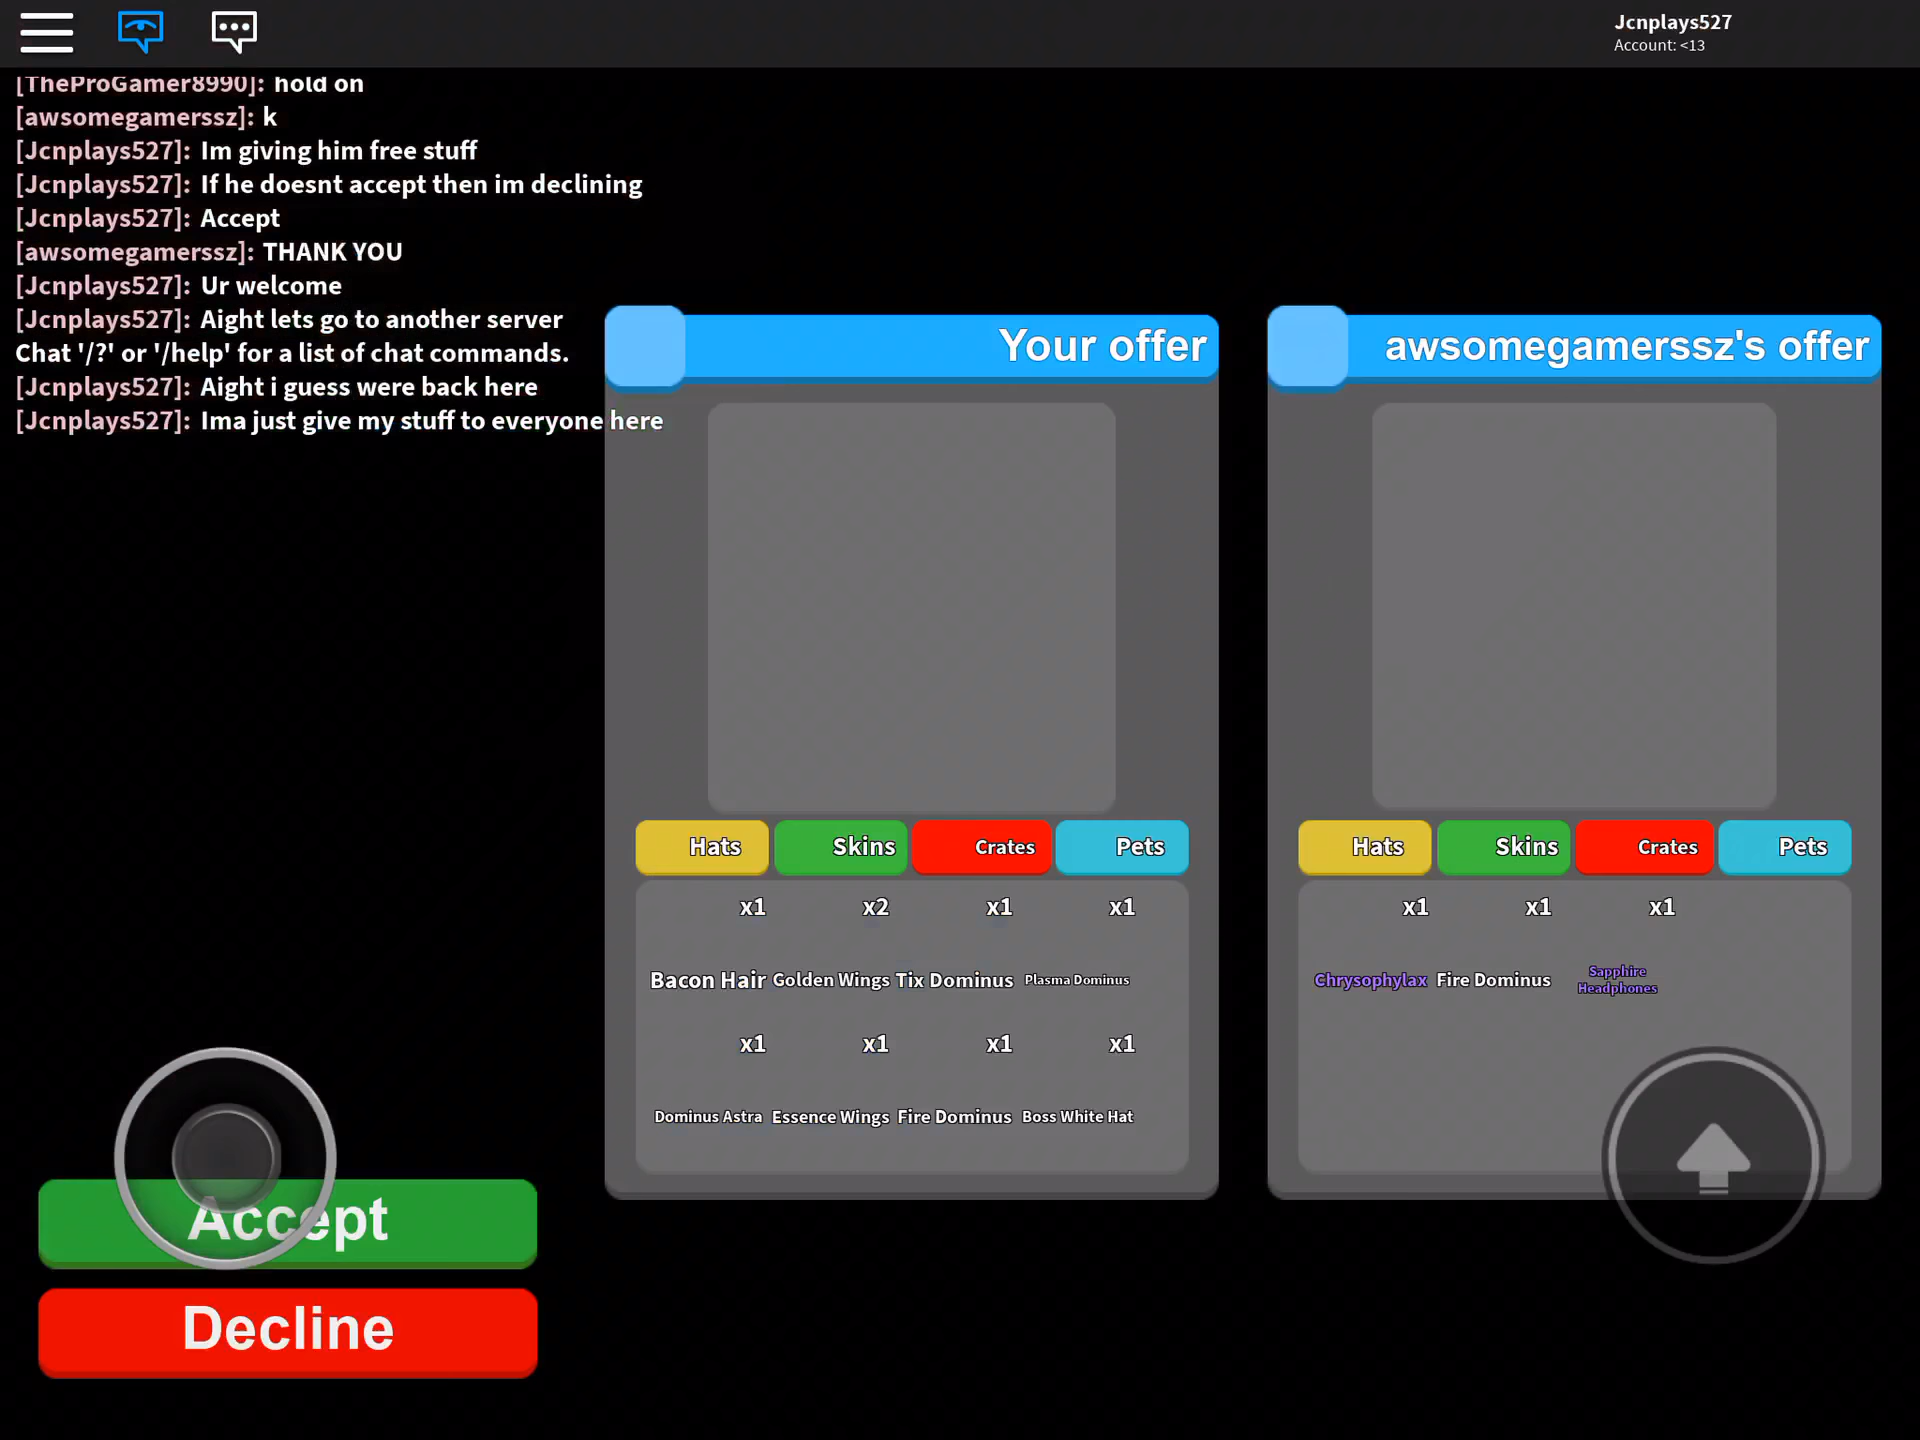 Jcnplays527
Account: <13
[TheProGamer8990]: hold on
[awsomegamerssz]: k
[Jcnplays527]: Im giving him free stuff
[Jcnplays527]: If he doesnt accept then im declining
[Jcnplays527]: Accept
[awsomegamerssz]: THANK YOU
[Jcnplays527]: Ur welcome
[Jcnplays527]: Aight lets go to another server
Chat '/?' or '/help' for a list of chat commands.
[Jcnplays527]: Aight i guess were back here
[Jcnplays527]: Ima just give my stuff to everyone here
Your offer
Hats Skins Crates Pets
x1 x2 x1 x1
Bacon Hair Golden Wings Tix Dominus Plasma Dominus
x1 x1 x1 x1
Dominus Astra Essence Wings Fire Dominus Boss White Hat
awsomegamerssz's offer
Hats Skins Crates Pets
x1 x1 x1
Chrysophylax Fire Dominus Sapphire
Headphones
Accept
Decline